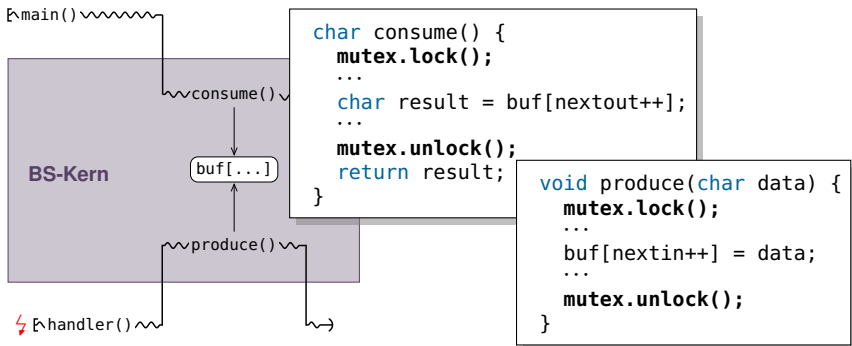 main()
consume()
buf[...]
BS-Kern
produce()
handler()
char consume() {
mutex.lock();
...
char result = buf[nextout++];
...
mutex.unlock();
return result;
}
void produce(char data) {
mutex.lock();
...
buf[nextin++] = data;
...
mutex.unlock();
}